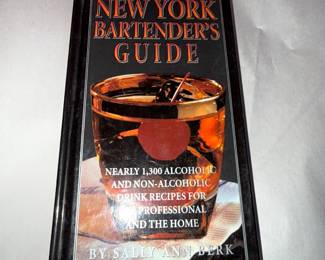 NEW YORK
BARTENDER'S
GUIDE
NEARLY 1,300 ALCOHOLIC
AND NON-ALCOHOLIC
DRINK RECIPES FOR
PROFESSIONAL
AND THE HOME
BY SALLY ANN BERK